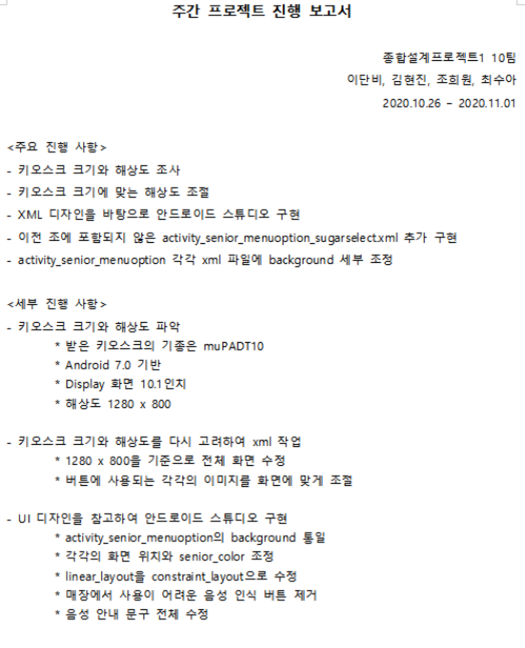 주간 프로젝트 진행 보고서
종합설계프로젝트1 10팀
이단비, 김현진, 조희원, 최수아
2020.10.26 – 2020.11.01
<주요 진행 사항>
- 키오스크 크기와 해상도 조사
- 키오스크 크기에 맞는 해상도 조절
- XML 디자인을 바탕으로 안드로이드 스튜디오 구현
- 이전 조에 포함되지 않은 activity_senior_menuoption_sugarselect.xml 추가 구현
- activity_senior_menuoption 각각 xml 파일에 background 세부 조정
<세부 진행 사항>
- 키오스크 크기와 해상도 파악
* 받은 키오스크의 기종은 muPADT10
* Android 7.0 기반
* Display 화면 10.1인치
* 해상도 1280 x 800
- 키오스크 크기와 해상도를 다시 고려하여 xml 작업
* 1280 x 800을 기준으로 전체 화면 수정
* 버튼에 사용되는 각각의 이미지를 화면에 맞게 조절
- UI 디자인을 참고하여 안드로이드 스튜디오 구현
* activity_senior_menuoption의 background 통일
* 각각의 화면 위치와 senior_color 조정
* linear_layout을 constraint_layout으로 수정
* 매장에서 사용이 어려운 음성 인식 버튼 제거
* 음성 안내 문구 전체 수정